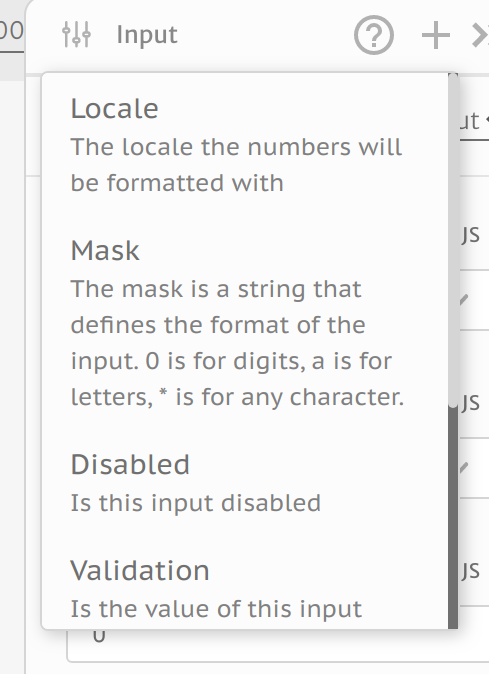 00
Input
Locale
The locale the numbers will
be formatted with
Mask
The mask is a string that
defines the format of the
input. 0 is for digits, a is for
letters, * is for any character.
Disabled
Is this input disabled
Validation
Is the value of this input
ut
JS
JS
JS
0